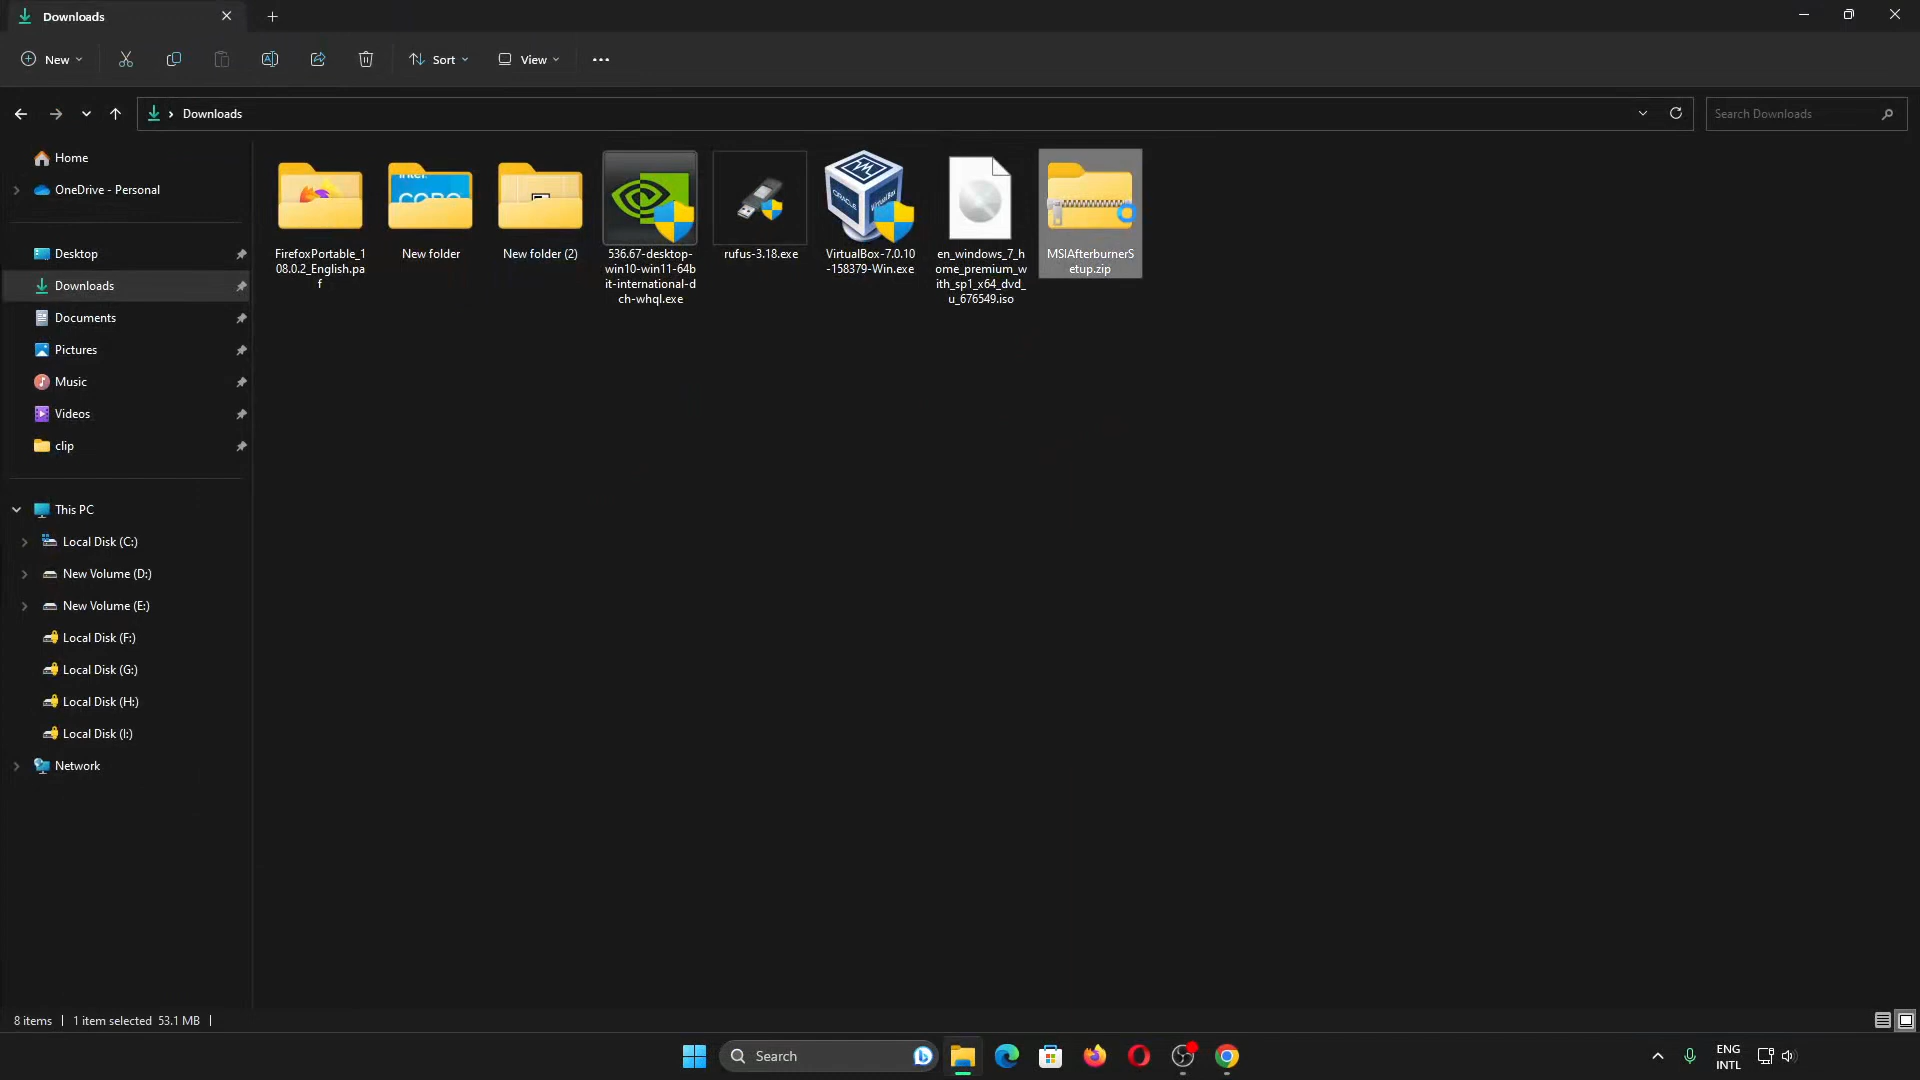 Downloads
New
Sort
View
Downloads
Search Downloads
Home
OneDrive - Personal
Desktop
Downloads
Documents
Pictures
Music
Videos
clip
This PC
Local Disk (C:)
New Volume (D:)
New Volume (E:)
Local Disk (F:)
Local Disk (G:)
Local Disk (H:)
Local Disk (I:)
Network
FirefoxPortable_1
08.0.2_English.pa
f
New folder
New folder (2)
536.67-desktop-
win10-win11-64b
it-international-d
ch-whql.exe
rufus-3.18.exe
ORACLE
VirtualBox
VirtualBox-7.0.10
-158379-Win.exe
en_windows_7_h
ome_premium_w
ith_sp1_x64_dvd_
u_676549.iso
MSIAfterburnerS
etup.zip
8 items
1 item selected 53.1 MB
Search
ENG
INTL